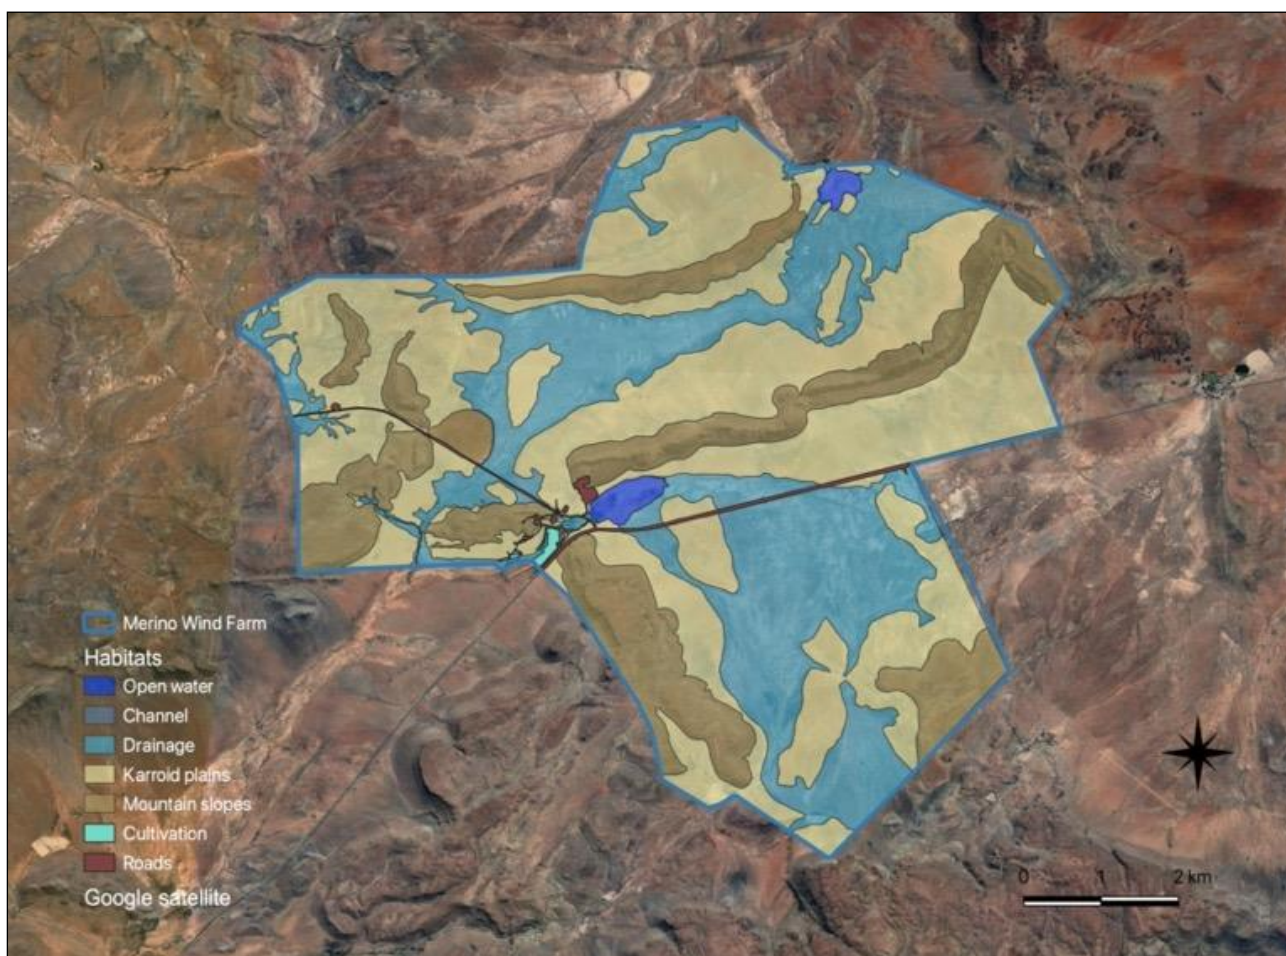 Merino Wind Farm
Habitats
Open water
Channel
Drainage
Karroid plains
Mountain slopes
Cultivation
Roads
Google satellite
0 1 2 km